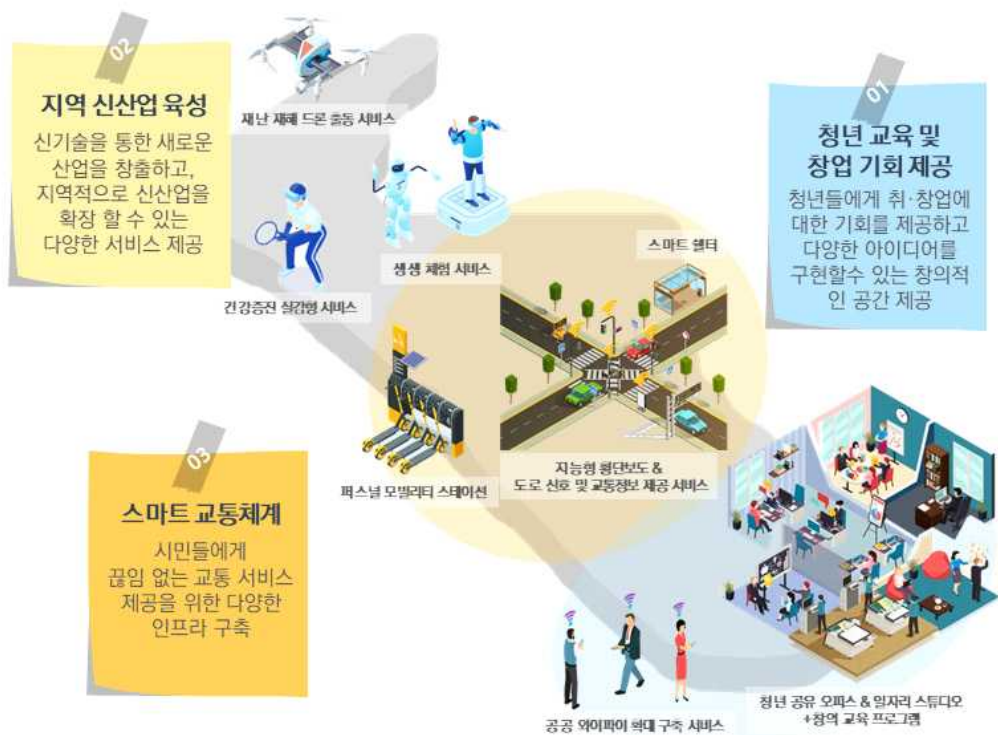 02
지역 신산업 육성
신기술을 통한 새로운
산업을 창출하고,
지역적으로 신산업을
확장 할 수 있는
다양한 서비스 제공
재난 재해 드론 출동 서비스
생생 체험 서비스
건강증진 실감형 서비스
01
청년 교육 및
창업 기회 제공
청년들에게 취·창업에
대한 기회를 제공하고
다양한 아이디어를
구현할수 있는 창의적
인 공간 제공
스마트 쉘터
퍼스널 모빌리티 스테이션
지능형 횡단보도 &
도로 신호 및 교통정보 제공 서비스
03
스마트 교통체계
시민들에게
끊임 없는 교통 서비스
제공을 위한 다양한
인프라 구축
공공 와이파이 확대 구축 서비스
청년 공유 오피스 & 일자리 스튜디오
+창의 교육 프로그램